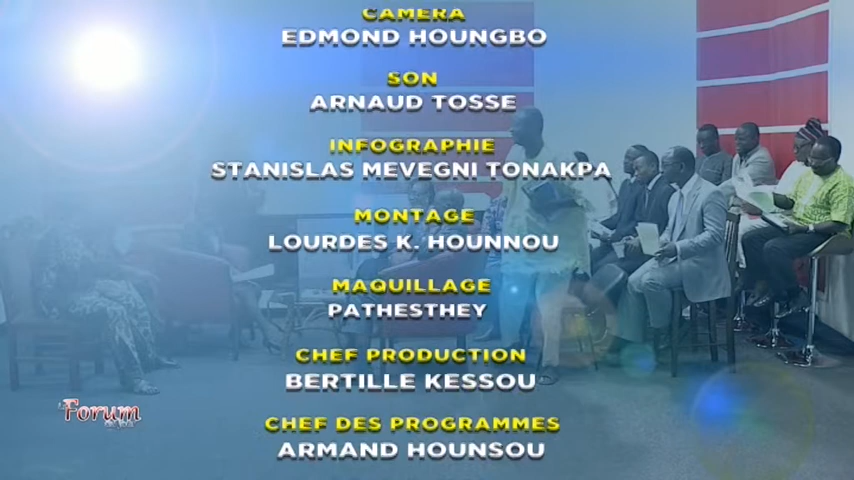 CAMERA
EDMOND HOUNGBO
SON
ARNAUD TOSSE
INFOGRAPHIE
STANISLAS MEVEGNI TONAKPA
MONTAGE
LOURDES K. HOUNNOU
MAQUILLAGE
PATHESTHEY
CHEF PRODUCTION
BERTILLE KESSOU
CHEF DES PROGRAMMES
ARMAND HOUNSOU
Forum